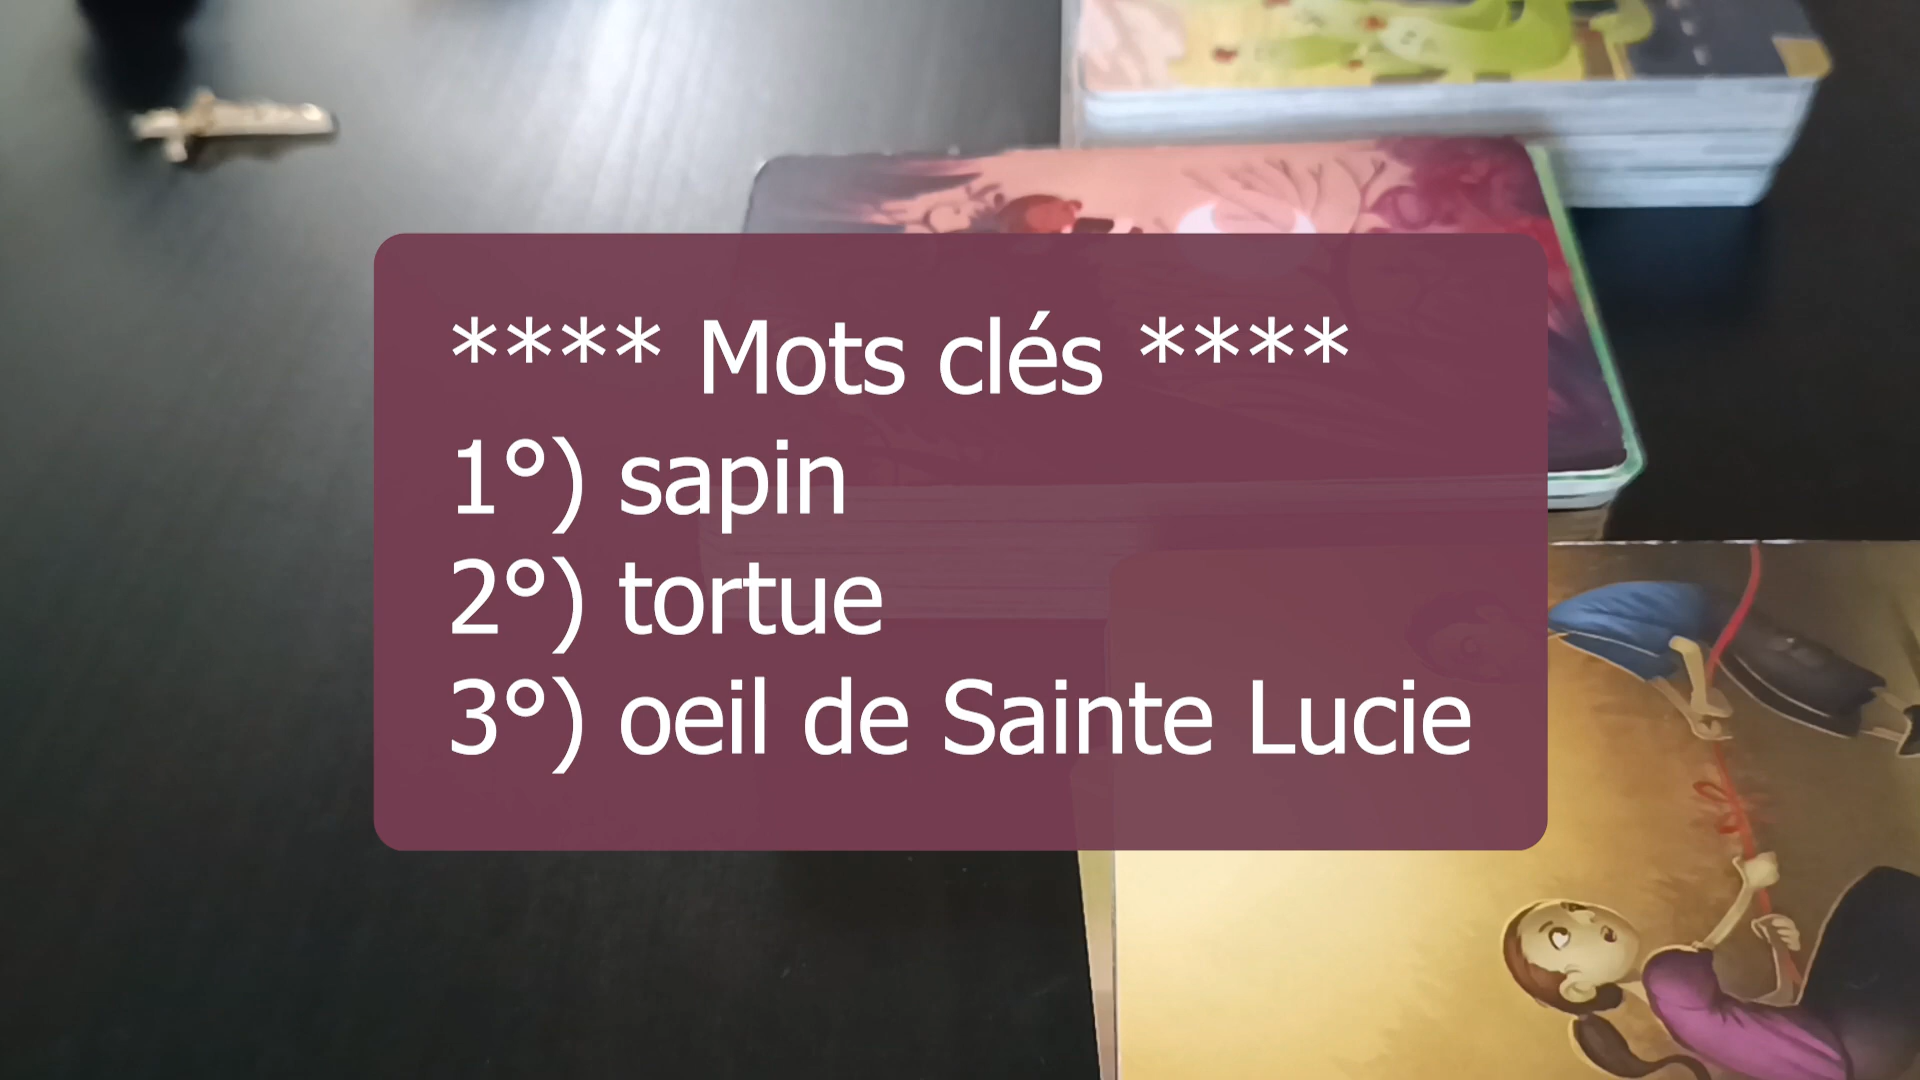 **** Mots clés ****
1°) sapin
2°) tortue
3°) oeil de Sainte Lucie